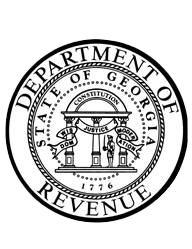 DEPARTMENT OF
STATE OF GEORGIA
CONSTITUTION
WISDOM JUSTICE MODERATION
1776
REVENUE